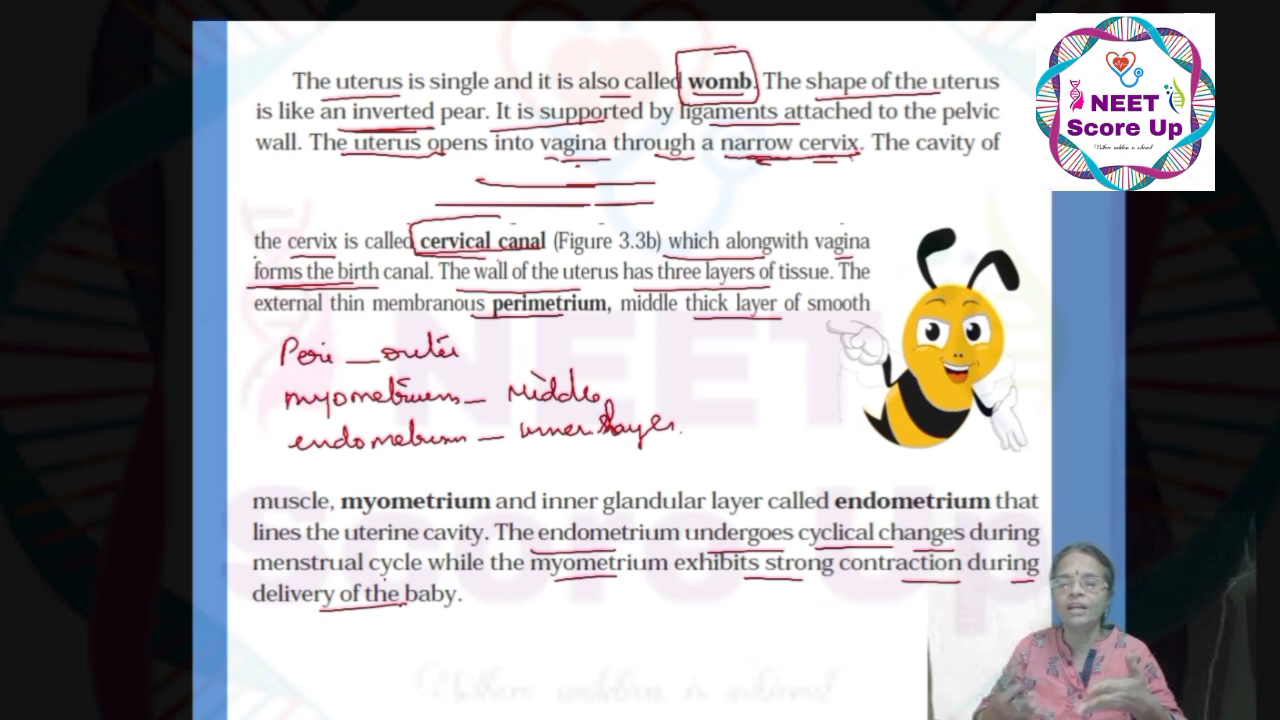 The uterus is single and it is also called womb. The shape of the uterus
is like an inverted pear. It is supported by ligaments attached to the pelvic
wall. The uterus opens into vagina through a narrow cervix. The cavity of
the cervix is called cervical canal (Figure 3.3b) which alongwith vagina
forms the birth canal. The wall of the uterus has three layers of tissue. The
external thin membranous perimetrium, middle thick layer of smooth
Peri — outer
myometrium — Middle
endometrium — inner layer.
muscle, myometrium and inner glandular layer called endometrium that
lines the uterine cavity. The endometrium undergoes cyclical changes during
menstrual cycle while the myometrium exhibits strong contraction during
delivery of the baby.
NEET
Score Up
NEET
Score Up